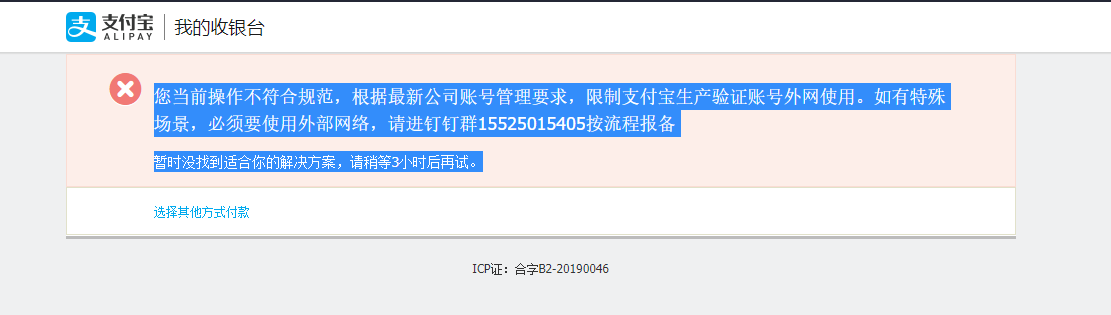 支付宝 我的收银台
ALIPAY
您当前操作不符合规范，根据最新公司账号管理要求，限制支付宝生产验证账号外网使用。如有特殊
场景，必须要使用外部网络，请进钉钉群15525015405按流程报备
暂时没找到适合你的解决方案，请稍等3小时后再试。
选择其他方式付款
ICP证：合字B2-20190046